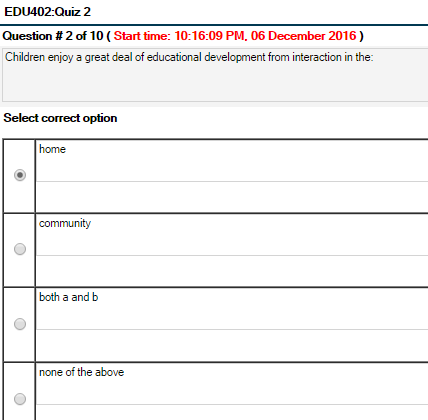 EDU402:Quiz 2
Question # 2 of 10 ( Start time: 10:16:09 PM, 06 December 2016 )
Children enjoy a great deal of educational development from interaction in the:
Select correct option
home
community
both a and b
none of the above